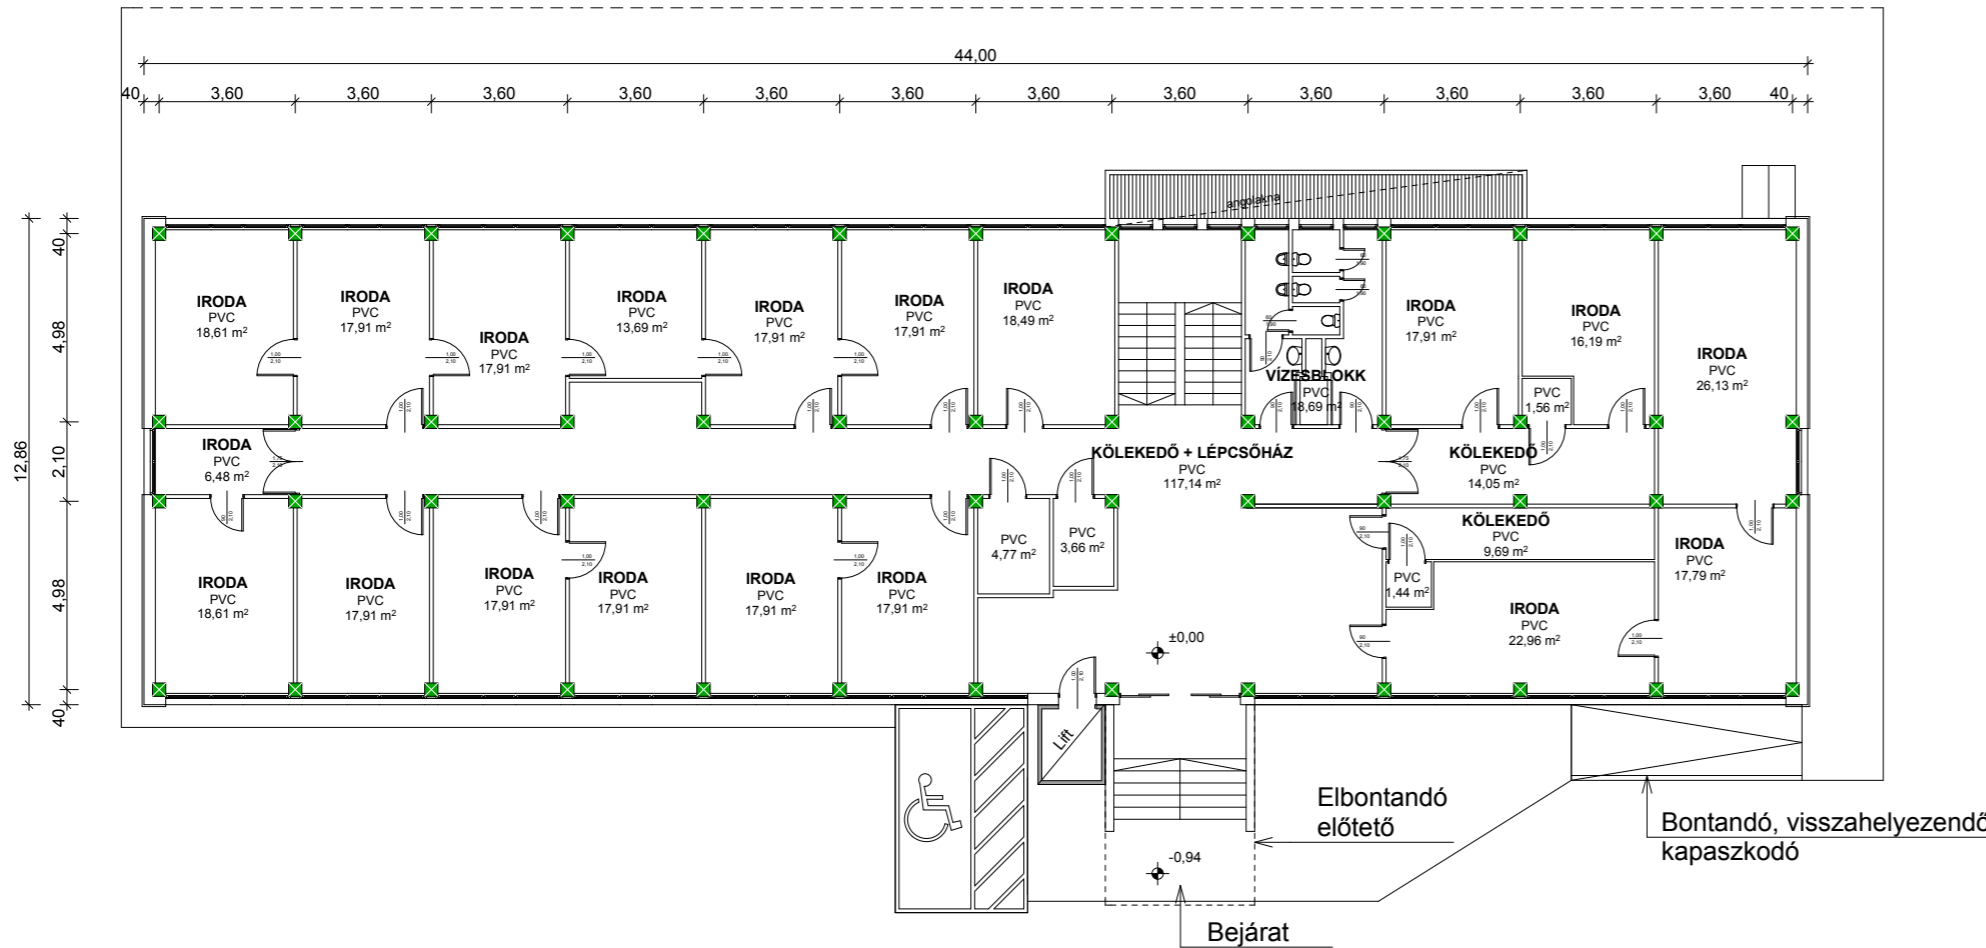 44,00
40 3,60 3,60 3,60 3,60 3,60 3,60 3,60 3,60 3,60 3,60 3,60 3,60 40
angolakna
12,86
40
4,98
2,10
4,98
40
IRODA
PVC
18,61 m²
IRODA
PVC
17,91 m²
IRODA
PVC
17,91 m²
IRODA
PVC
13,69 m²
IRODA
PVC
17,91 m²
IRODA
PVC
17,91 m²
IRODA
PVC
18,49 m²
VÍZESBLOKK
PVC
18,69 m²
IRODA
PVC
17,91 m²
IRODA
PVC
16,19 m²
PVC
1,56 m²
IRODA
PVC
26,13 m²
IRODA
PVC
6,48 m²
KÖLEKEDŐ + LÉPCSŐHÁZ
PVC
117,14 m²
KÖLEKEDŐ
PVC
14,05 m²
KÖLEKEDŐ
PVC
9,69 m²
IRODA
PVC
18,61 m²
IRODA
PVC
17,91 m²
IRODA
PVC
17,91 m²
IRODA
PVC
17,91 m²
IRODA
PVC
17,91 m²
IRODA
PVC
17,91 m²
PVC
4,77 m²
PVC
3,66 m²
PVC
1,44 m²
IRODA
PVC
22,96 m²
IRODA
PVC
17,79 m²
±0,00
Lift
-0,94
Elbontandó
előtető
Bontandó, visszahelyezendő
kapaszkodó
Bejárat